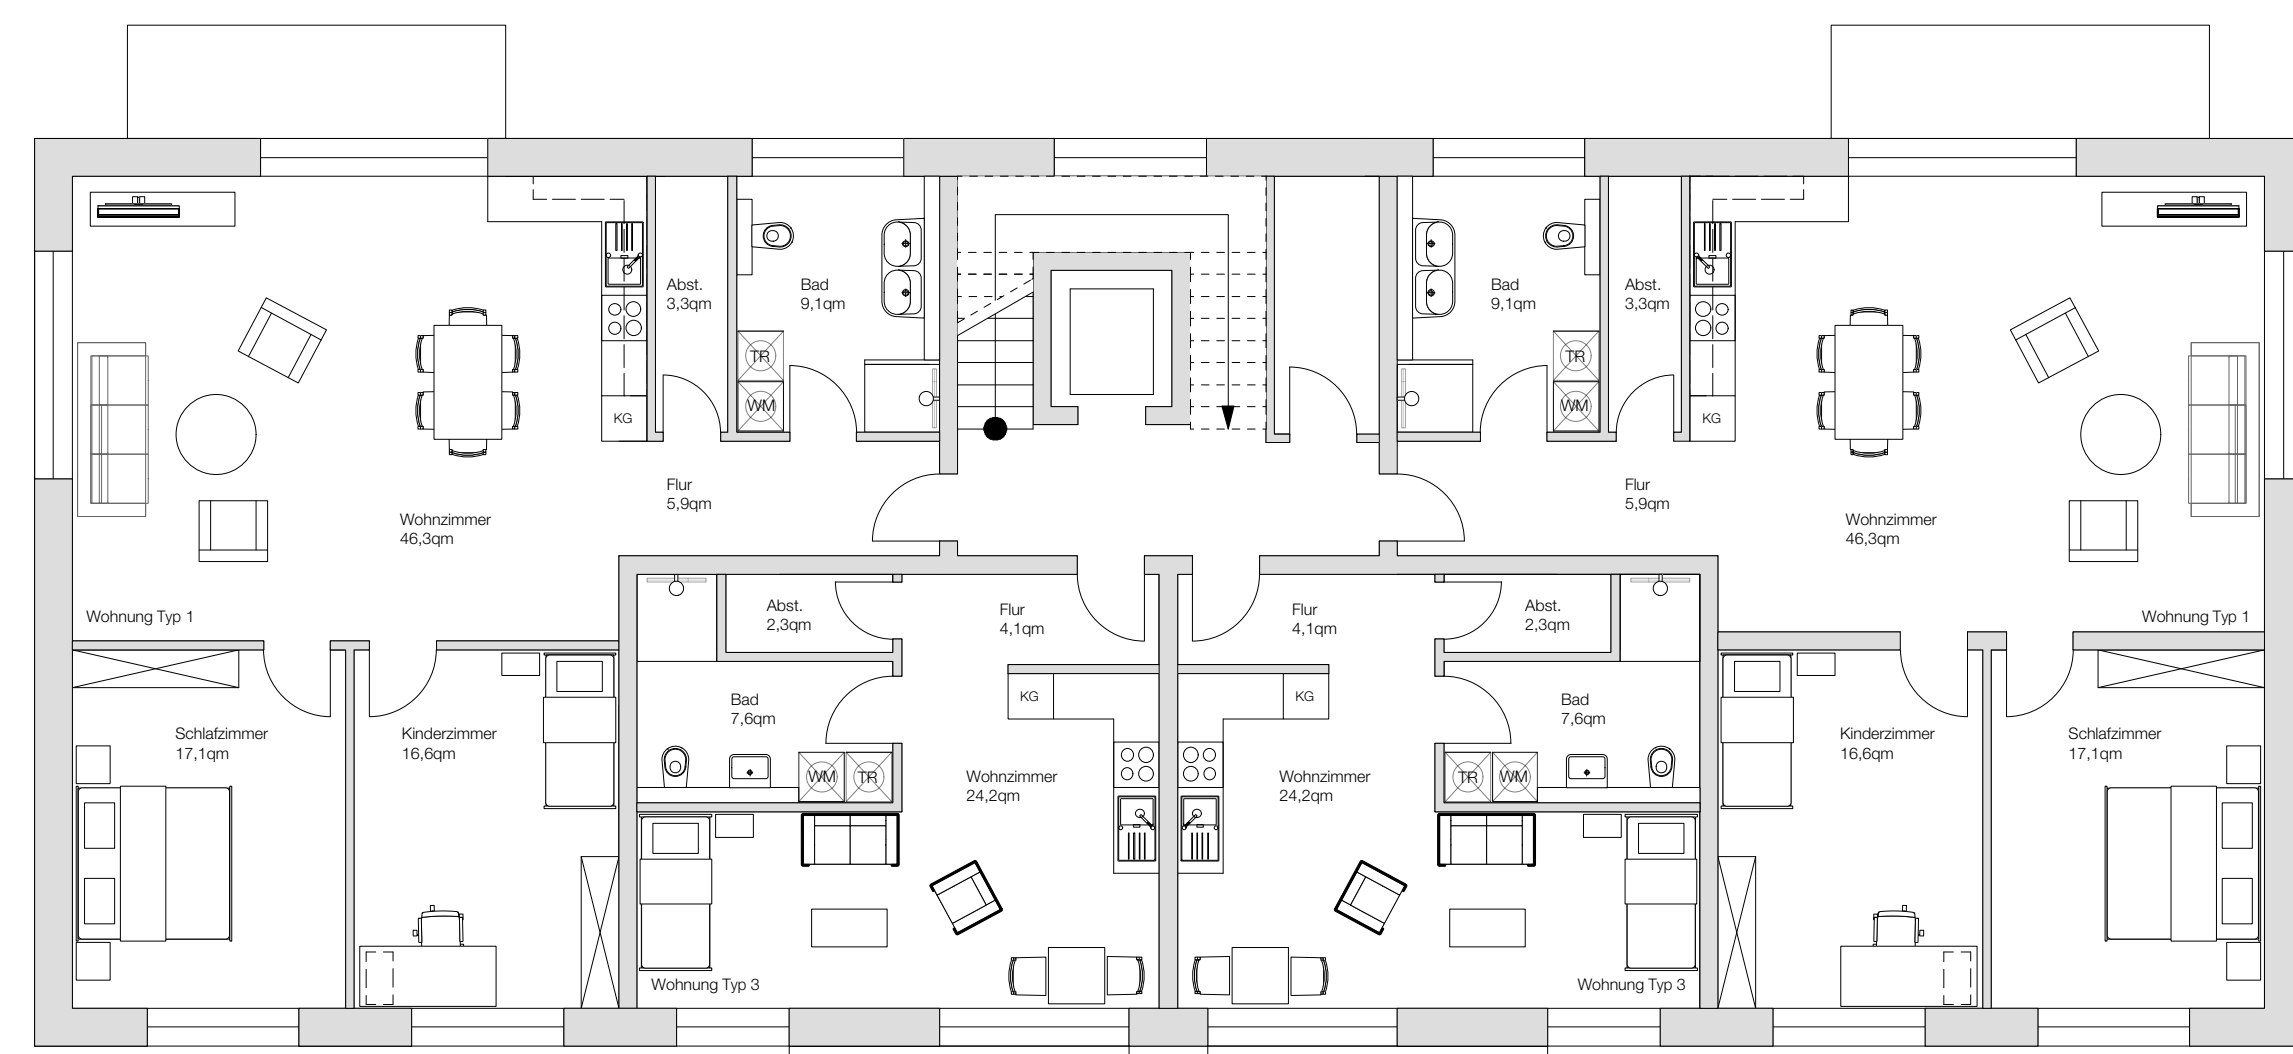 Abst.
3,3qm
Bad
9,1qm
TR
WM
KG
Flur
5,9qm
Wohnzimmer
46,3qm
Wohnung Typ 1
Schlafzimmer
17,1qm
Kinderzimmer
16,6qm
Abst.
2,3qm
Flur
4,1qm
KG
Bad
7,6qm
WM
TR
Wohnzimmer
24,2qm
Wohnung Typ 3
Bad
9,1qm
Abst.
3,3qm
TR
WM
KG
Flur
5,9qm
Wohnzimmer
46,3qm
Wohnung Typ 1
Flur
4,1qm
Abst.
2,3qm
KG
Bad
7,6qm
TR
WM
Wohnzimmer
24,2qm
Wohnung Typ 3
Kinderzimmer
16,6qm
Schlafzimmer
17,1qm